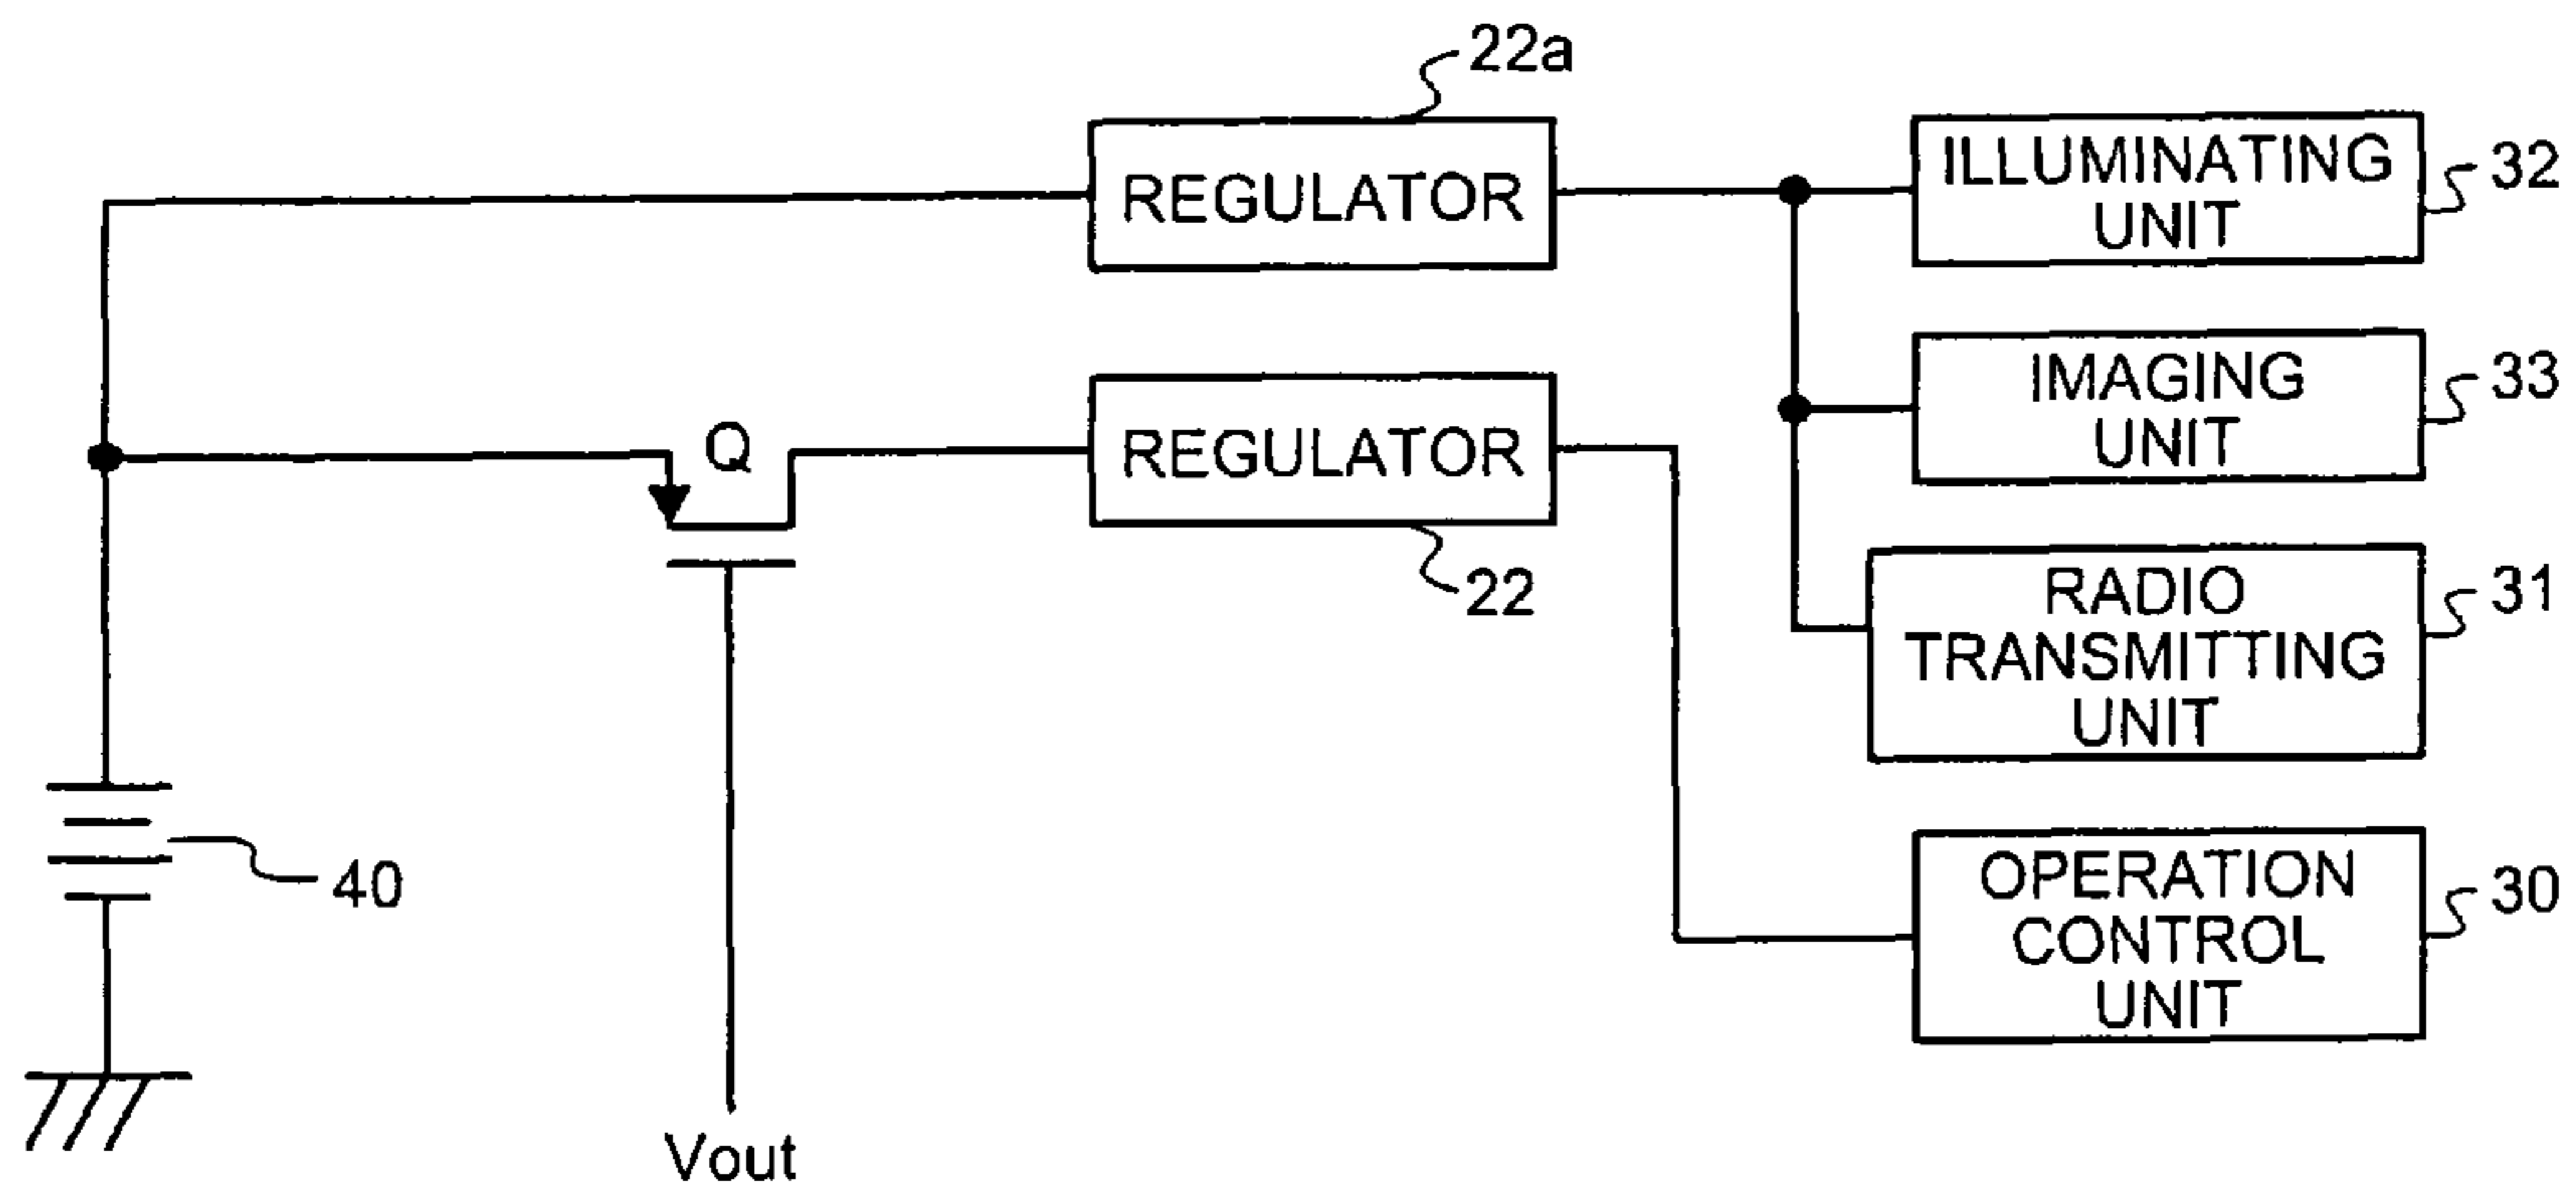 22a
REGULATOR
ILLUMINATING
UNIT
32
Q
REGULATOR
22
IMAGING
UNIT
33
RADIO
TRANSMITTING
UNIT
31
40
OPERATION
CONTROL
UNIT
30
Vout